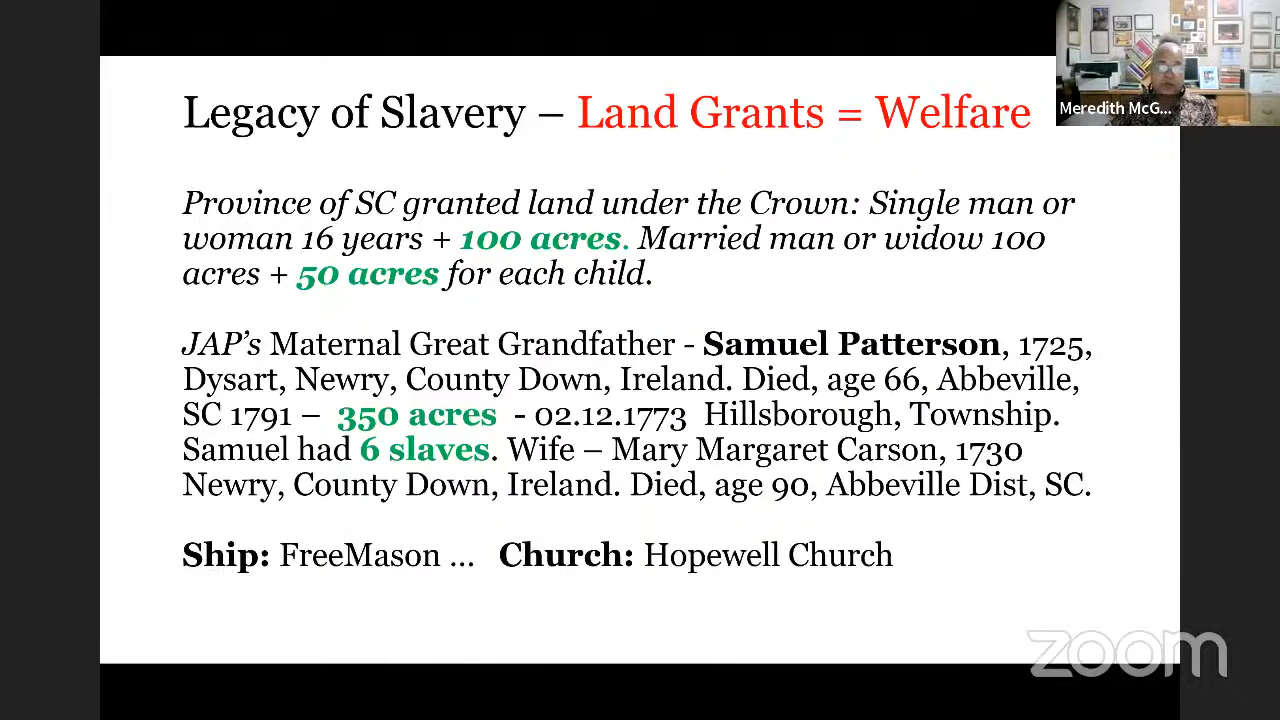 Legacy of Slavery – Land Grants = Welfare
Meredith McG...
Province of SC granted land under the Crown: Single man or
woman 16 years + 100 acres. Married man or widow 100
acres + 50 acres for each child.
JAP's Maternal Great Grandfather - Samuel Patterson, 1725,
Dysart, Newry, County Down, Ireland. Died, age 66, Abbeville,
SC 1791 – 350 acres - 02.12.1773 Hillsborough, Township.
Samuel had 6 slaves. Wife – Mary Margaret Carson, 1730
Newry, County Down, Ireland. Died, age 90, Abbeville Dist, SC.
Ship: FreeMason ... Church: Hopewell Church
zoom